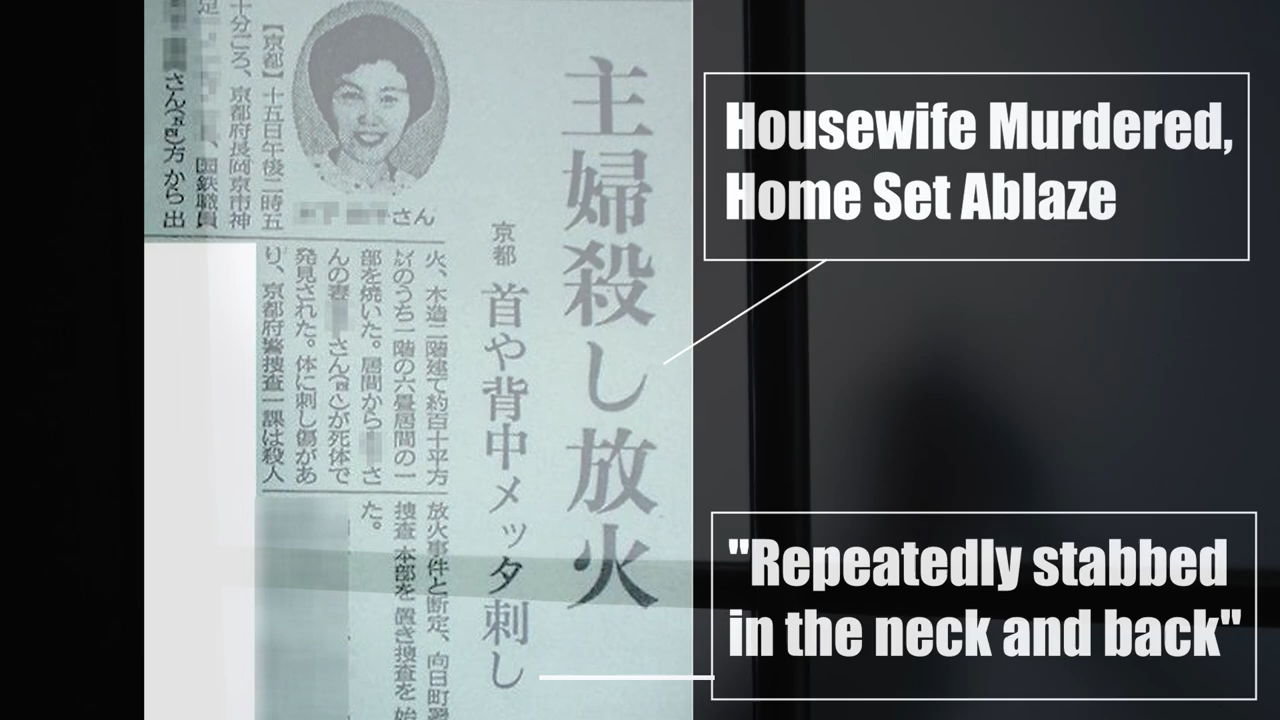 主婦殺し放火
京都
首や背中メッタ刺し
さん
【京都】十五日午後二時五
十分ごろ、京都府長岡京市神
足 、国鉄職員
さん( )方から出
火、木造二階建て約百十平方
㍍のうち一階の六畳居間の一
部を焼いた。居間から さ
んの妻 さん( )が死体で
発見された。体に刺し傷があ
り、京都府警捜査一課は殺人
放火事件と断定、向日町署
捜査本部を置き捜査を始
た。
Housewife Murdered,
Home Set Ablaze
"Repeatedly stabbed
in the neck and back"